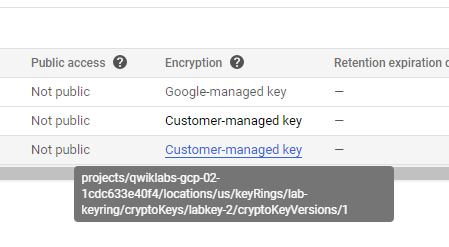 Public access ? Encryption ? Retention expiration
Not public Google-managed key —
Not public Customer-managed key —
Not public Customer-managed key —
projects/qwiklabs-gcp-02-
1cdc633e40f4/locations/us/keyRings/lab-
keyring/cryptoKeys/labkey-2/cryptoKeyVersions/1